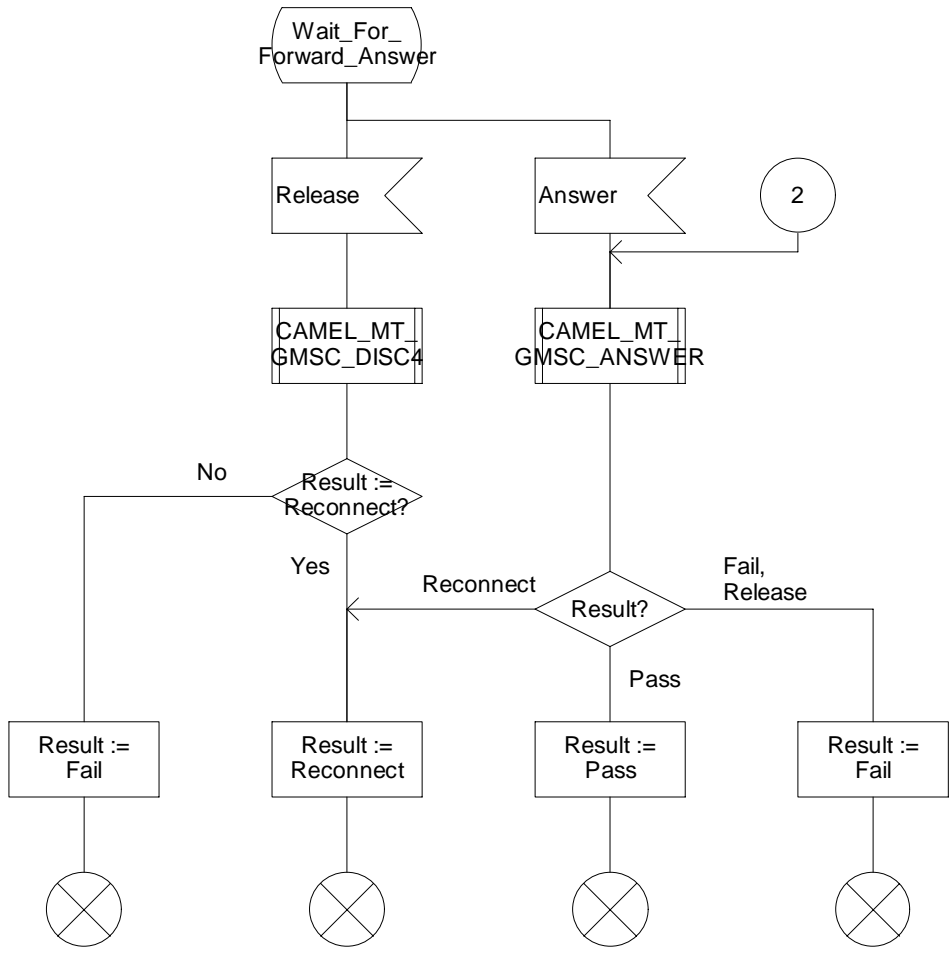 Wait_For_
Forward_Answer
Release
Answer
2
CAMEL_MT_
GMSC_DISC4
CAMEL_MT_
GMSC_ANSWER
No
Result :=
Reconnect?
Yes
Reconnect
Result?
Fail,
Release
Pass
Result :=
Fail
Result :=
Reconnect
Result :=
Pass
Result :=
Fail